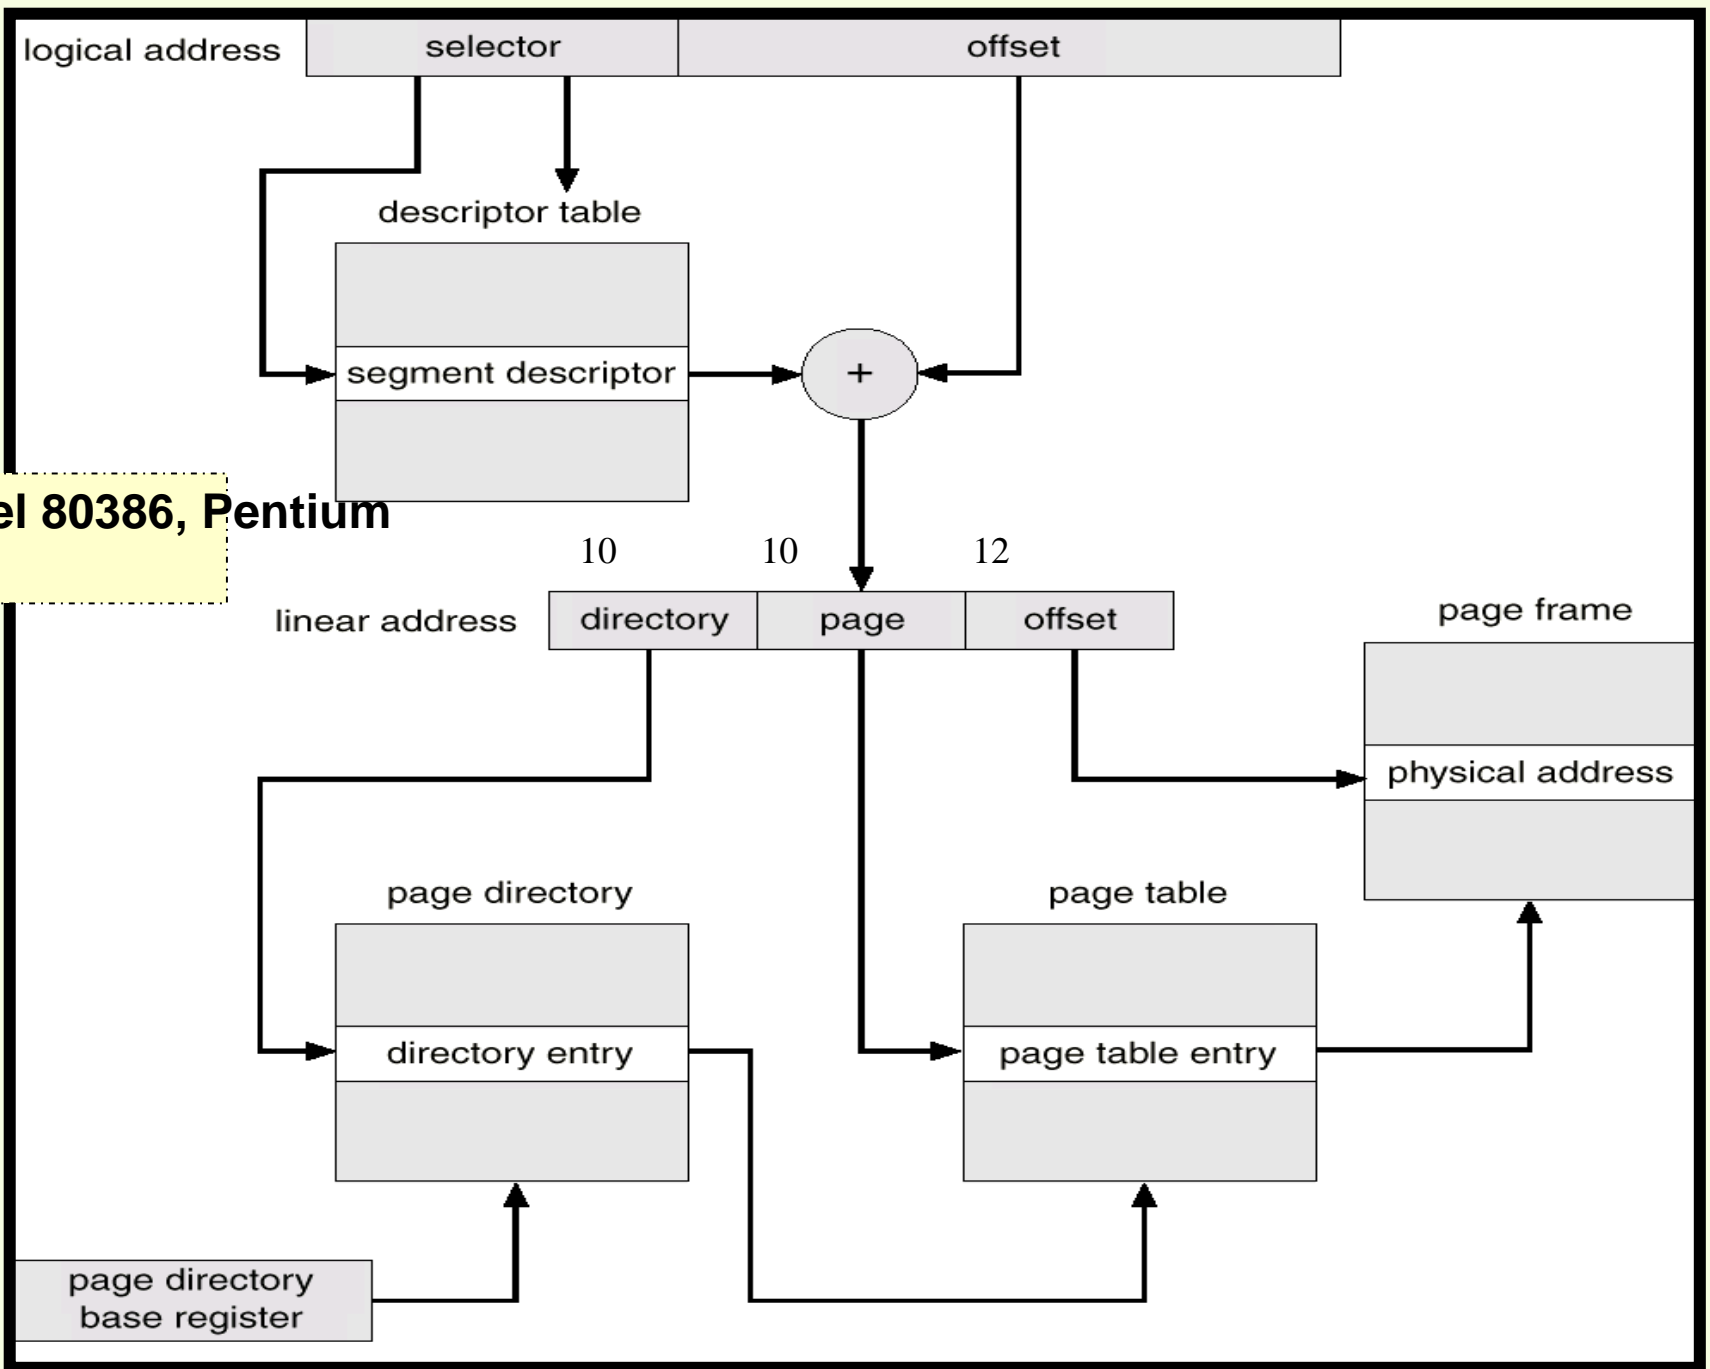 logical address
selector
offset
descriptor table
segment descriptor
+
el 80386, Pentium
10
10
12
linear address
directory
page
offset
page frame
physical address
page directory
page table
directory entry
page table entry
page directory
base register